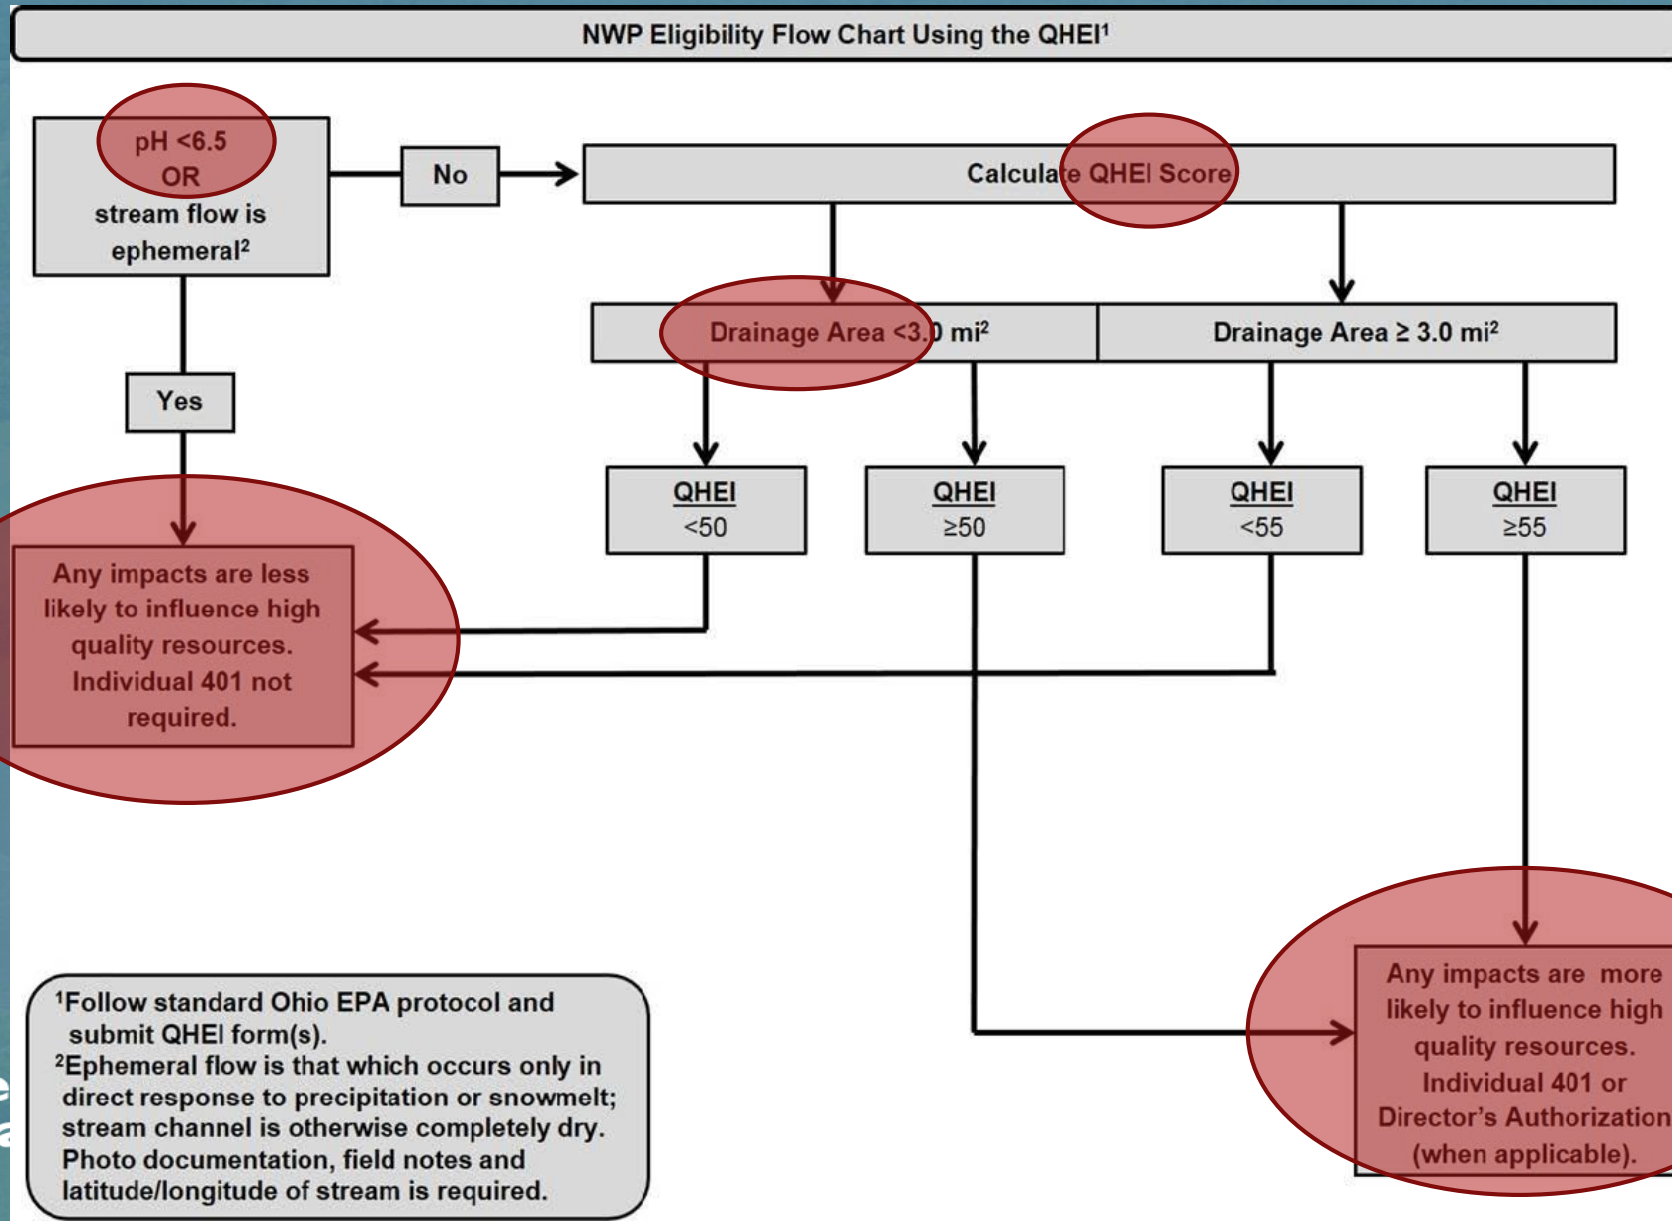 NWP Eligibility Flow Chart Using the QHEI¹
pH <6.5
OR
stream flow is
ephemeral²
No
Calculate QHEI Score
Drainage Area <3.0 mi²
Drainage Area ≥ 3.0 mi²
Yes
QHEI
<50
QHEI
≥50
QHEI
<55
QHEI
≥55
Any impacts are less
likely to influence high
quality resources.
Individual 401 not
required.
Any impacts are more
likely to influence high
quality resources.
Individual 401 or
Director's Authorization
(when applicable).
¹Follow standard Ohio EPA protocol and
submit QHEI form(s).
²Ephemeral flow is that which occurs only in
direct response to precipitation or snowmelt;
stream channel is otherwise completely dry.
Photo documentation, field notes and
latitude/longitude of stream is required.